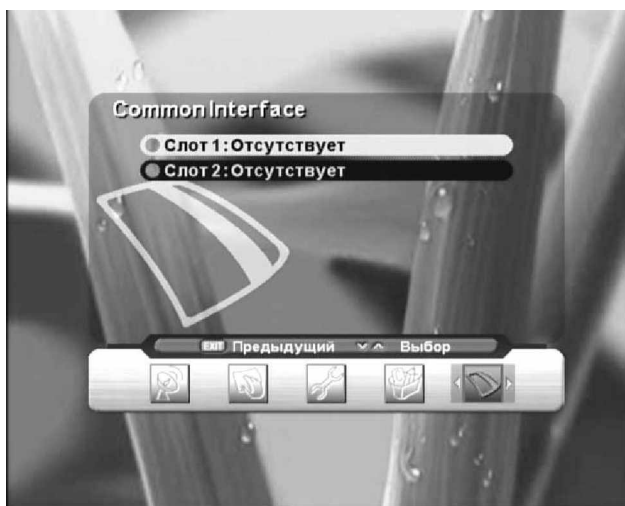 Common Interface
Слот 1:Отсутствует
Слот 2:Отсутствует
EXIT Предыдущий Выбор